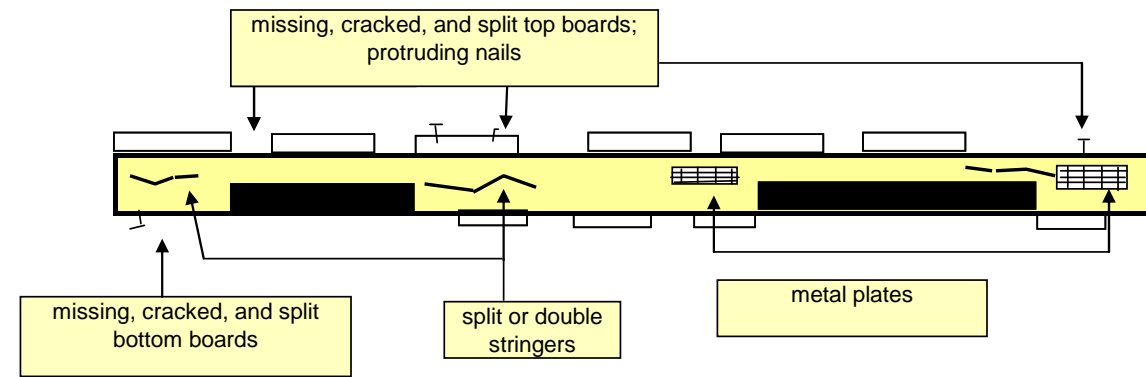 missing, cracked, and split top boards;
protruding nails
missing, cracked, and split
bottom boards
split or double
stringers
metal plates